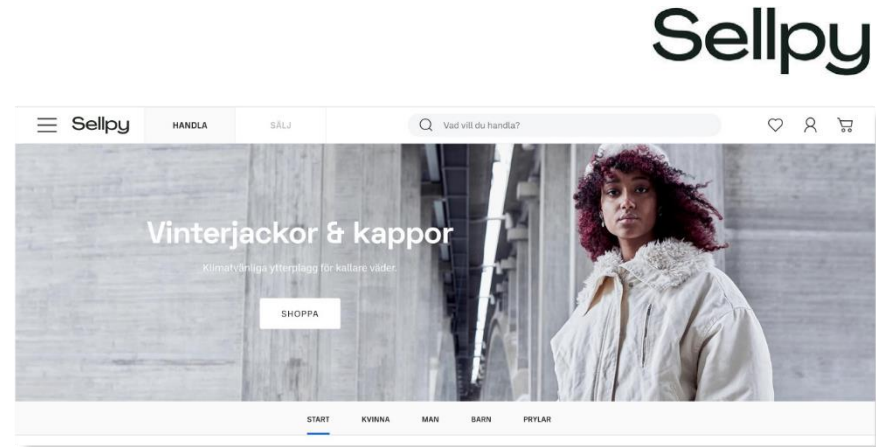 Sellpy
Sellpy HANDLA SÄLJ Vad vill du handla?
Vinterjackor & kappor
Klimatvänliga ytterplagg för kallare väder.
SHOPPA
START KVINNA MAN BARN PRYLAR